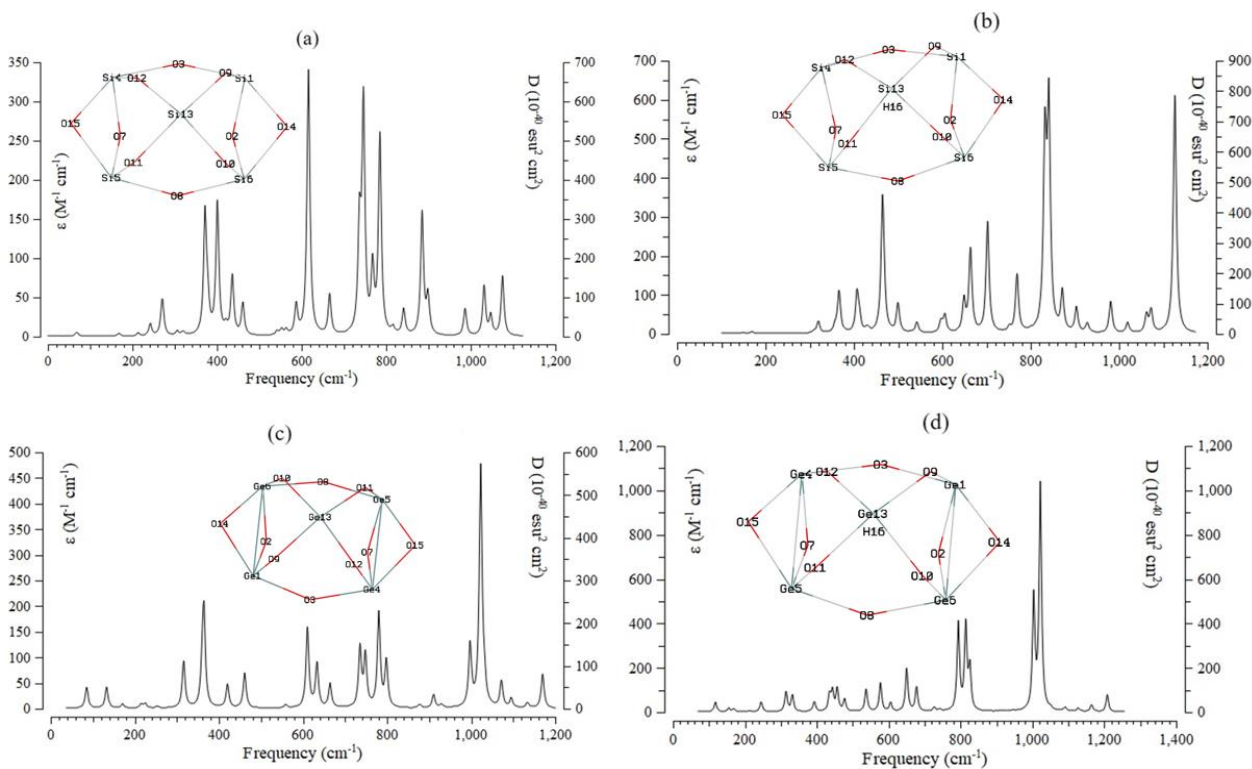 (a)
350
300
250
200
150
100
50
0
ε (M⁻¹ cm⁻¹)
O3
Si4 O12 O9 Si1
Si13
O15 O7 O2 O14
O11 O10
Si5 Si6
O8
700
600
500
400
300
200
100
0
D (10⁻⁴⁰ esu² cm²)
0 200 400 600 800 1,000 1,200
Frequency (cm⁻¹)
(b)
700
600
500
400
300
200
100
0
ε (M⁻¹ cm⁻¹)
O12 O3 O9
Si4 Si1
Si13
H16
O15 O7 O2 O14
O11 O10
Si5 Si6
O8
900
800
700
600
500
400
300
200
100
0
D (10⁻⁴⁰ esu² cm²)
0 200 400 600 800 1,000 1,200
Frequency (cm⁻¹)
(c)
500
450
400
350
300
250
200
150
100
50
0
ε (M⁻¹ cm⁻¹)
O10 O8 O11
Ge6 Ge5
Ge13
O14 O2 O7 O15
O9 O12
Ge1 Ge4
O3
600
500
400
300
200
100
0
D (10⁻⁴⁰ esu² cm²)
0 200 400 600 800 1,000 1,200
Frequency (cm⁻¹)
(d)
1,200
1,000
800
600
400
200
0
ε (M⁻¹ cm⁻¹)
Ge4 O12 O3 O9 Ge1
Ge13
H16
O15 O7 O2 O14
O11 O10
Ge5 Ge5
O8
1,200
1,000
800
600
400
200
0
D (10⁻⁴⁰ esu² cm²)
0 200 400 600 800 1,000 1,200 1,400
Frequency (cm⁻¹)